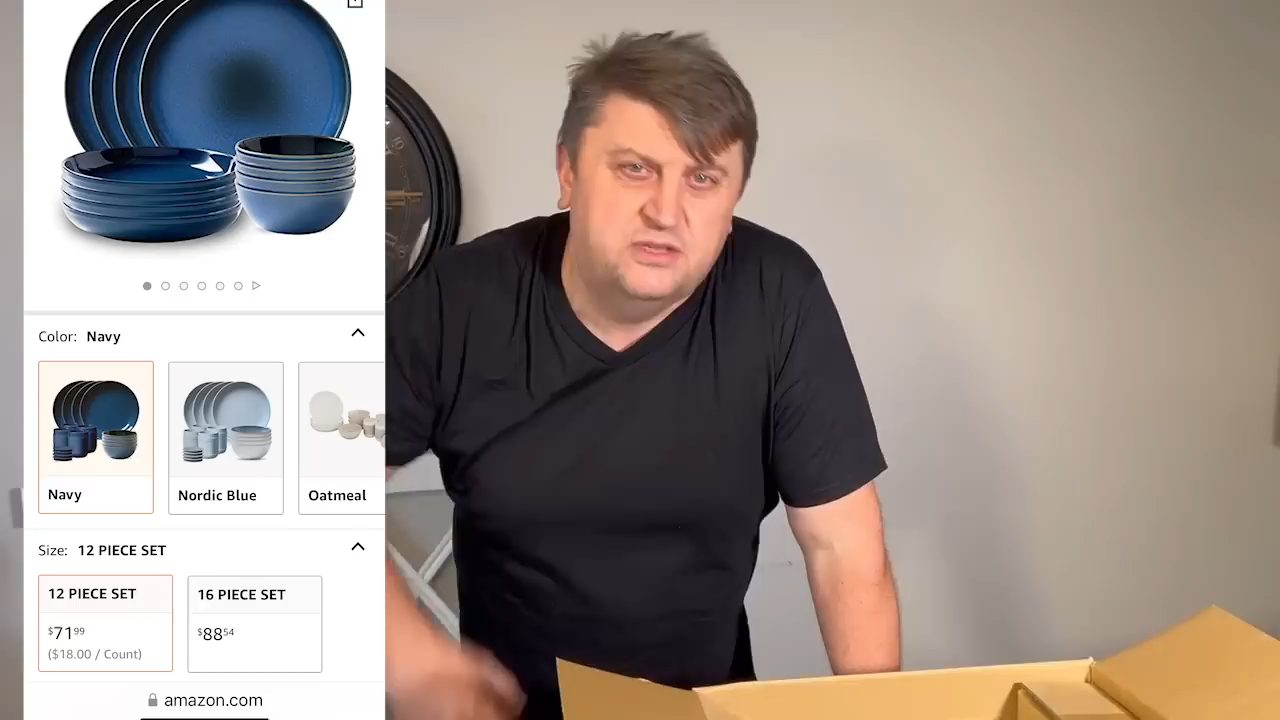 Color: Navy
Navy
Nordic Blue
Oatmeal
Size: 12 PIECE SET
12 PIECE SET
$71 99
($18.00 / Count)
16 PIECE SET
$88 54
amazon.com